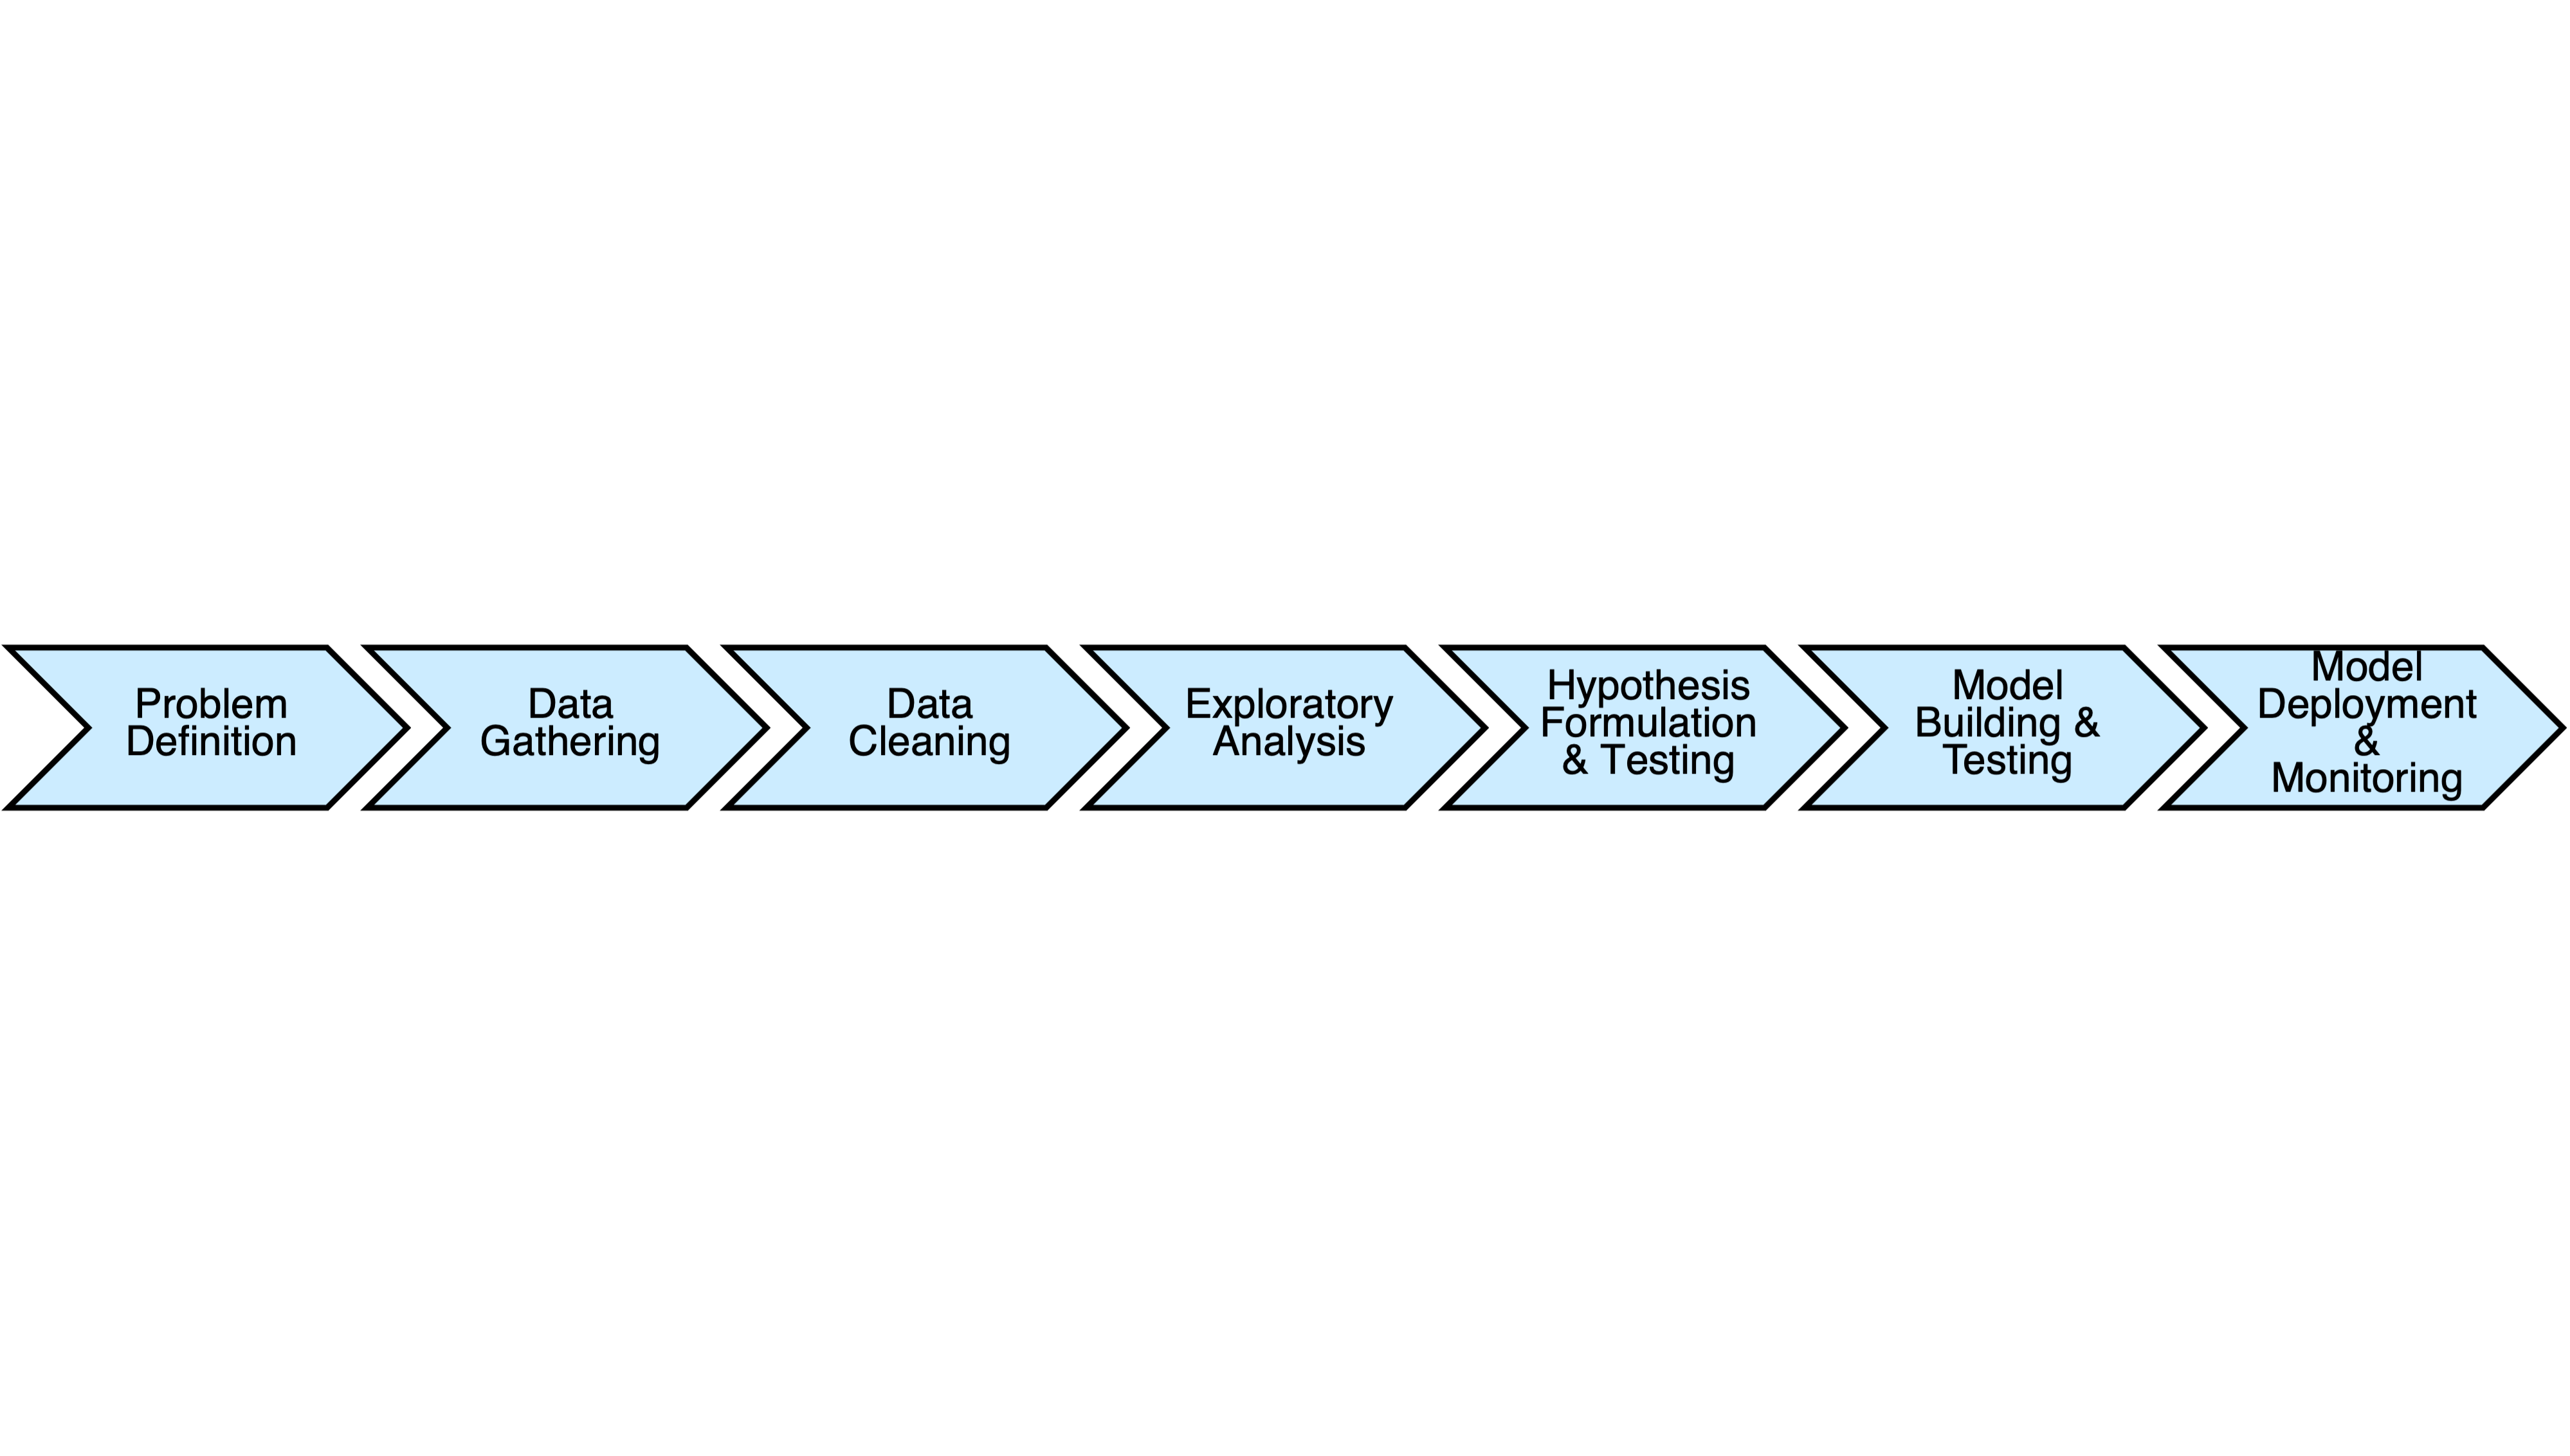 Problem
Definition
Data
Gathering
Data
Cleaning
Exploratory
Analysis
Hypothesis
Formulation
& Testing
Model
Building &
Testing
Model
Deployment
&
Monitoring